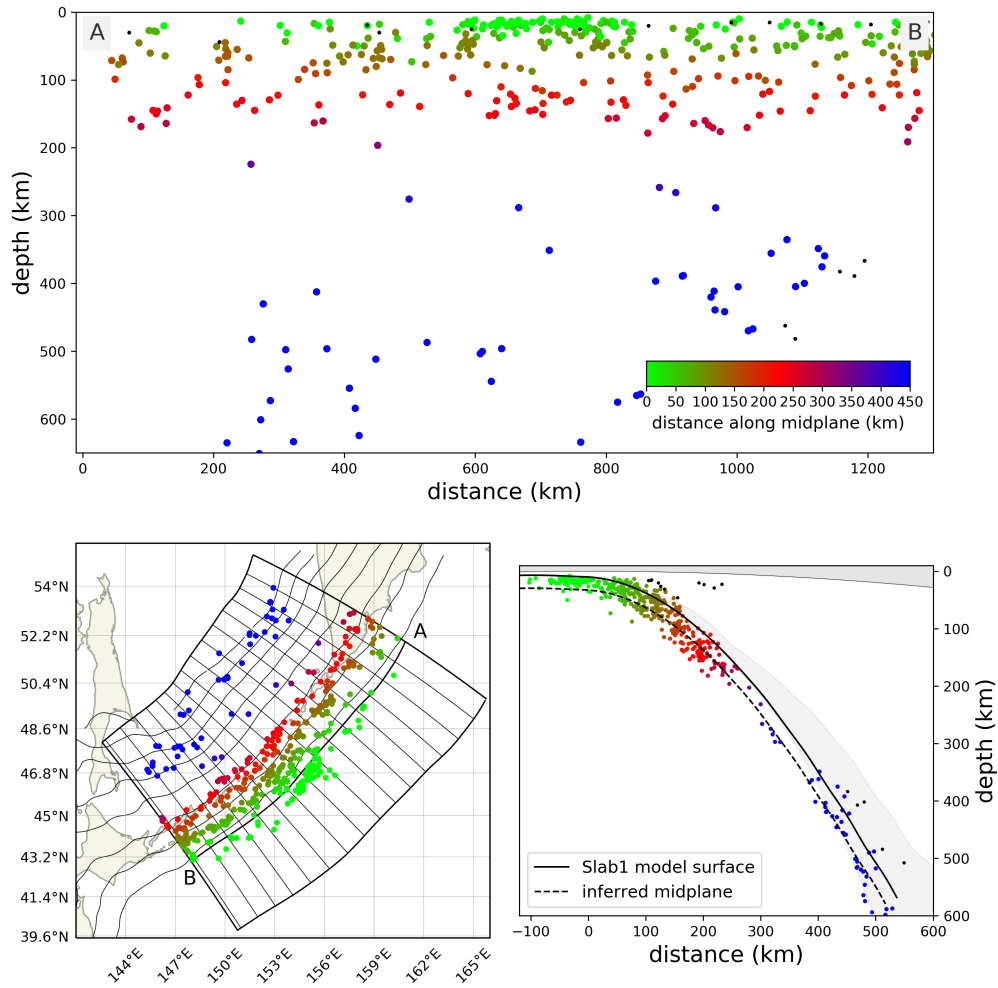 A
B
0
100
200
300
400
500
600
depth (km)
0 200 400 600 800 1000 1200
distance (km)
0 50 100 150 200 250 300 350 400 450
distance along midplane (km)
54°N
52.2°N
50.4°N
48.6°N
46.8°N
45°N
43.2°N
41.4°N
39.6°N
A
B
144°E 147°E 150°E 153°E 156°E 159°E 162°E 165°E
0
100
200
300
400
500
600
depth (km)
Slab1 model surface
inferred midplane
−100 0 100 200 300 400 500 600
distance (km)